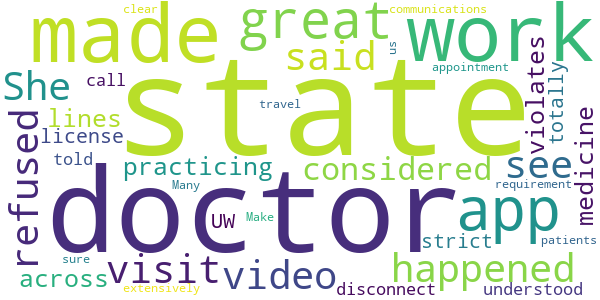 clear
communications
made
great
work
said
us
She
call
state
appointment
violates
totally
travel
lines
license
refused
told
practicing
considered
see
medicine
doctor
Many
UW
Make
app
requirement
strict
patients
visit
video
happened
across
sure
extensively
disconnect
understood